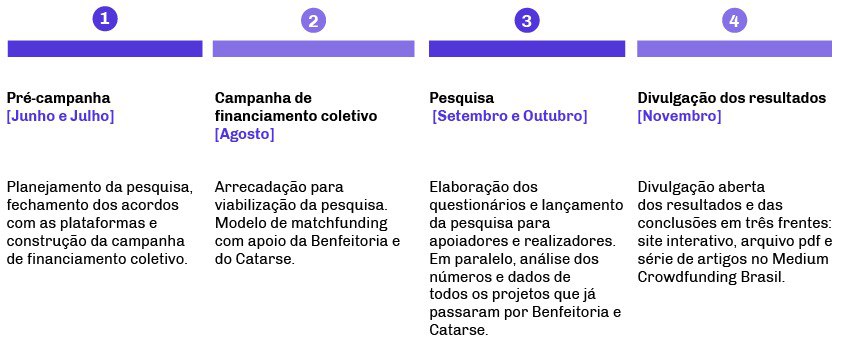 1
Pré-campanha
[Junho e Julho]
Planejamento da pesquisa,
fechamento dos acordos
com as plataformas e
construção da campanha
de financiamento coletivo.
2
Campanha de
financiamento coletivo
[Agosto]
Arrecadação para
viabilização da pesquisa.
Modelo de matchfunding
com apoio da Benfeitoria e
do Catarse.
3
Pesquisa
[Setembro e Outubro]
Elaboração dos
questionários e lançamento
da pesquisa para
apoiadores e realizadores.
Em paralelo, análise dos
números e dados de
todos os projetos que já
passaram por Benfeitoria e
Catarse.
4
Divulgação dos resultados
[Novembro]
Divulgação aberta
dos resultados e das
conclusões em três frentes:
site interativo, arquivo pdf e
série de artigos no Medium
Crowdfunding Brasil.